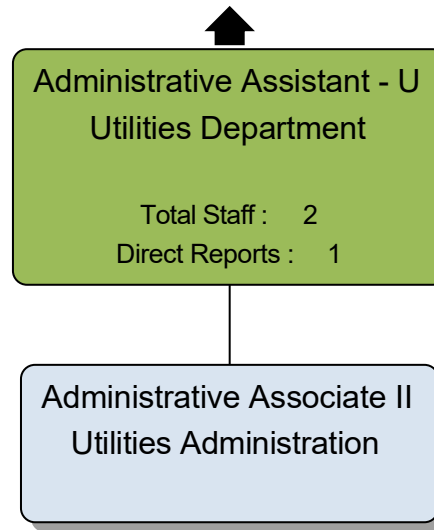 Administrative Assistant - U
Utilities Department
Total Staff : 2
Direct Reports : 1
Administrative Associate II
Utilities Administration